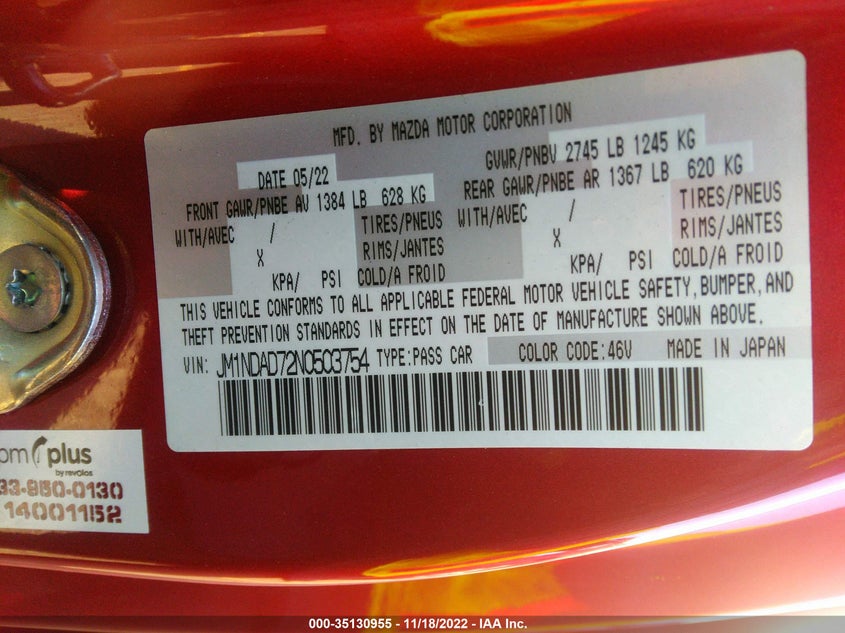 MFD. BY MAZDA MOTOR CORPORATION
DATE 05/22 GVWR/PNBV 2745 LB 1245 KG
FRONT GAWR/PNBE AV 1384 LB 628 KG REAR GAWR/PNBE AR 1367 LB 620 KG
WITH/AVEC / TIRES/PNEUS WITH/AVEC / TIRES/PNEUS
X RIMS/JANTES X RIMS/JANTES
KPA/ PSI COLD/A FROID KPA/ PSI COLD/A FROID
THIS VEHICLE CONFORMS TO ALL APPLICABLE FEDERAL MOTOR VEHICLE SAFETY, BUMPER, AND
THEFT PREVENTION STANDARDS IN EFFECT ON THE DATE OF MANUFACTURE SHOWN ABOVE.
VIN: JM1NDAD72N0503754 TYPE:PASS CAR COLOR CODE:46V MADE IN JAPAN
plus
by revolos
33-850-0130
14001152
000-35130955 - 11/18/2022 - IAA Inc.